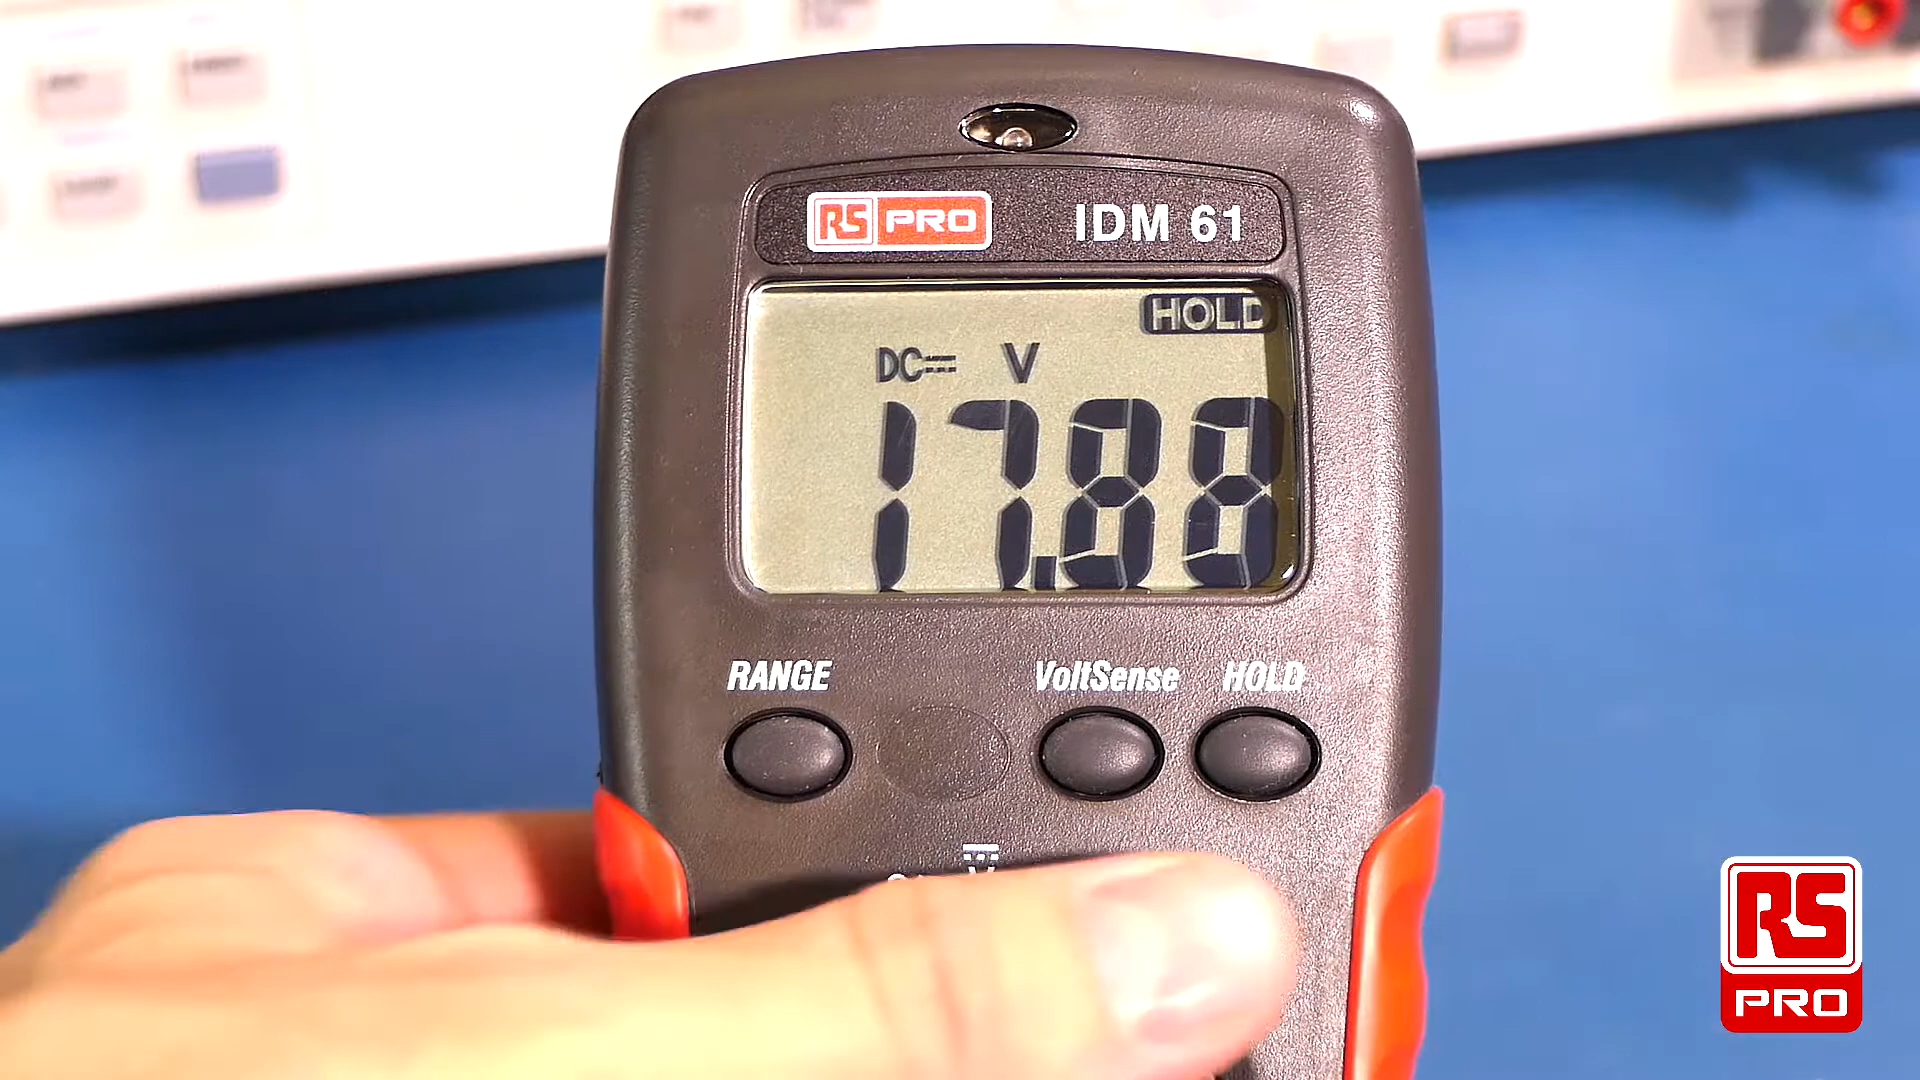 RS PRO IDM 61
HOLD
DC V
17.88
RANGE VoltSense HOLD
V
RS
PRO